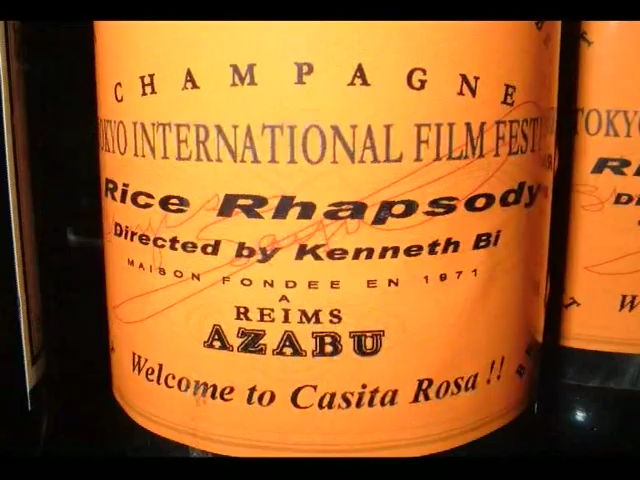 CHAMPAGNE
OKYO INTERNATIONAL FILM FEST
Rice Rhapsody
Directed by Kenneth Bi
MAISON FONDEE EN 1971
A
REIMS
AZABU
Welcome to Casita Rosa !!
TOKYO
R
D
W